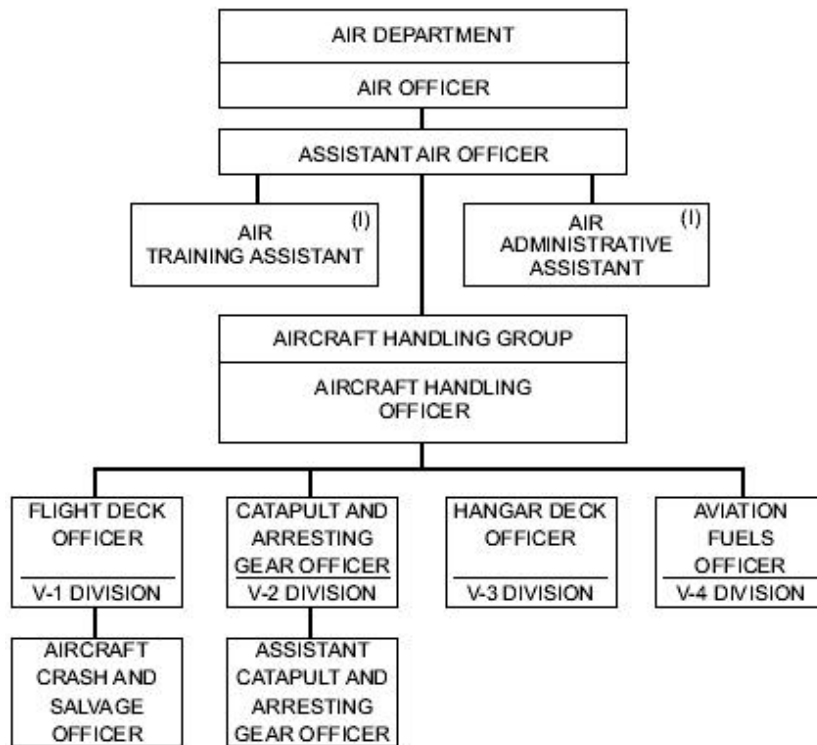 AIR DEPARTMENT
AIR OFFICER
ASSISTANT AIR OFFICER
(I)
AIR
TRAINING ASSISTANT
(I)
AIR
ADMINISTRATIVE
ASSISTANT
AIRCRAFT HANDLING GROUP
AIRCRAFT HANDLING
OFFICER
FLIGHT DECK
OFFICER
V-1 DIVISION
CATAPULT AND
ARRESTING
GEAR OFFICER
V-2 DIVISION
HANGAR DECK
OFFICER
V-3 DIVISION
AVIATION
FUELS
OFFICER
V-4 DIVISION
AIRCRAFT
CRASH AND
SALVAGE
OFFICER
ASSISTANT
CATAPULT AND
ARRESTING
GEAR OFFICER